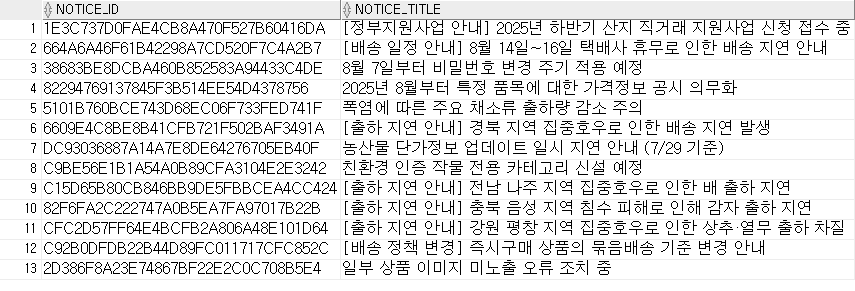 NOTICE_ID NOTICE_TITLE
1 1E3C737D0FAE4CB8A470F527B60416DA [정부지원사업 안내] 2025년 하반기 산지 직거래 지원사업 신청 접수 중
2 664A6A46F61B42298A7CD520F7C4A2B7 [배송 일정 안내] 8월 14일~16일 택배사 휴무로 인한 배송 지연 안내
3 38683BE8DCBA460B852583A94433C4DE 8월 7일부터 비밀번호 변경 주기 적용 예정
4 82294769137845F3B514EE54D4378756 2025년 8월부터 특정 품목에 대한 가격정보 공시 의무화
5 5101B760BCE743D68EC06F733FED741F 폭염에 따른 주요 채소류 출하량 감소 주의
6 6609E4C8BE8B41CFB721F502BAF3491A [출하 지연 안내] 경북 지역 집중호우로 인한 배송 지연 발생
7 DC93036887A14A7E8DE64276705EB40F 농산물 단가정보 업데이트 일시 지연 안내 (7/29 기준)
8 C9BE56E1B1A54A0B89CFA3104E2E3242 친환경 인증 작물 전용 카테고리 신설 예정
9 C15D65B80CB846BB9DE5FBBCEA4CC424 [출하 지연 안내] 전남 나주 지역 집중호우로 인한 배 출하 지연
10 82F6FA2C222747A0B5EA7FA97017B22B [출하 지연 안내] 충북 음성 지역 침수 피해로 인해 감자 출하 지연
11 CFC2D57FF64E4BCFB2A806A48E101D64 [출하 지연 안내] 강원 평창 지역 집중호우로 인한 상추·열무 출하 차질
12 C92B0DFDB22B44D89FC011717CFC852C [배송 정책 변경] 즉시구매 상품의 묶음배송 기준 변경 안내
13 2D386F8A23E74867BF22E2C0C708B5E4 일부 상품 이미지 미노출 오류 조치 중